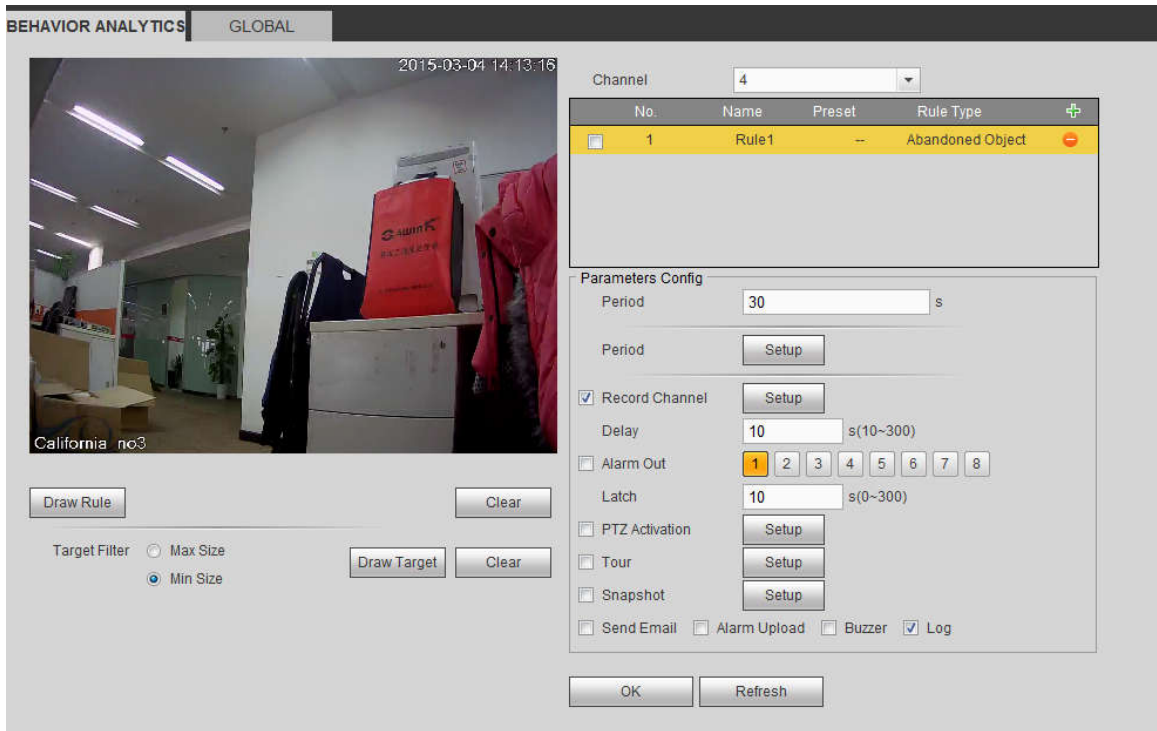 BEHAVIOR ANALYTICS GLOBAL
2015-03-04 14:13:16
California no3
Draw Rule Clear
Target Filter Max Size
Min Size
Draw Target Clear
Channel 4
No. Name Preset Rule Type
1 Rule1 -- Abandoned Object
Parameters Config
Period 30 s
Period Setup
Record Channel Setup
Delay 10 s(10~300)
Alarm Out 1 2 3 4 5 6 7 8
Latch 10 s(0~300)
PTZ Activation Setup
Tour Setup
Snapshot Setup
Send Email Alarm Upload Buzzer Log
OK Refresh